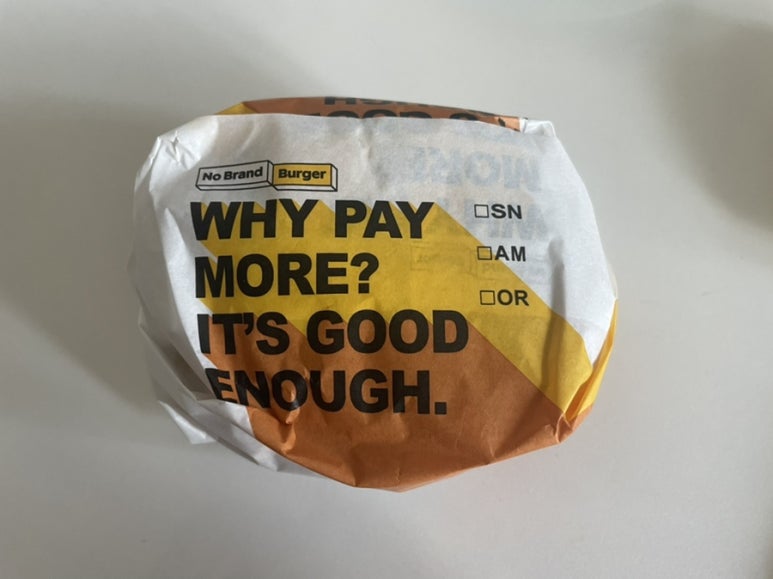 No Brand Burger
WHY PAY
MORE?
IT'S GOOD
ENOUGH.
☐SN
☐AM
☐OR